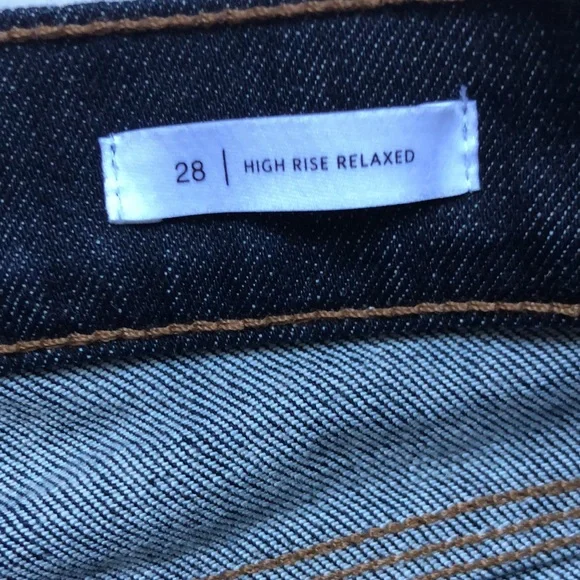 28 | HIGH RISE RELAXED